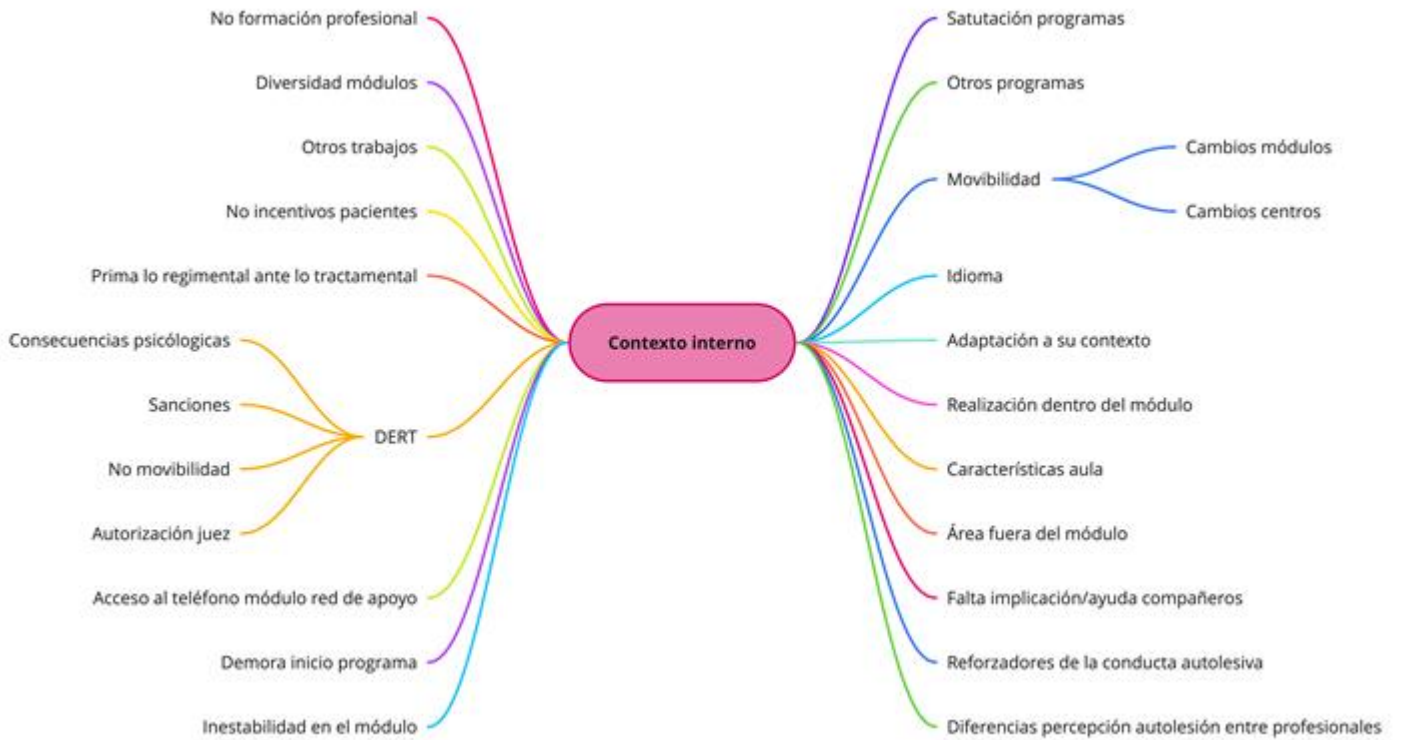 No formación profesional
Diversidad módulos
Otros trabajos
No incentivos pacientes
Prima lo regimental ante lo tractamental
Consecuencias psicólogicas
Sanciones
No movibilidad
Autorización juez
DERT
Acceso al teléfono módulo red de apoyo
Demora inicio programa
Inestabilidad en el módulo
Contexto interno
Satutación programas
Otros programas
Movibilidad
Cambios módulos
Cambios centros
Idioma
Adaptación a su contexto
Realización dentro del módulo
Característícas aula
Área fuera del módulo
Falta implicación/ayuda compañeros
Reforzadores de la conducta autolesiva
Diferencias percepción autolesión entre profesionales